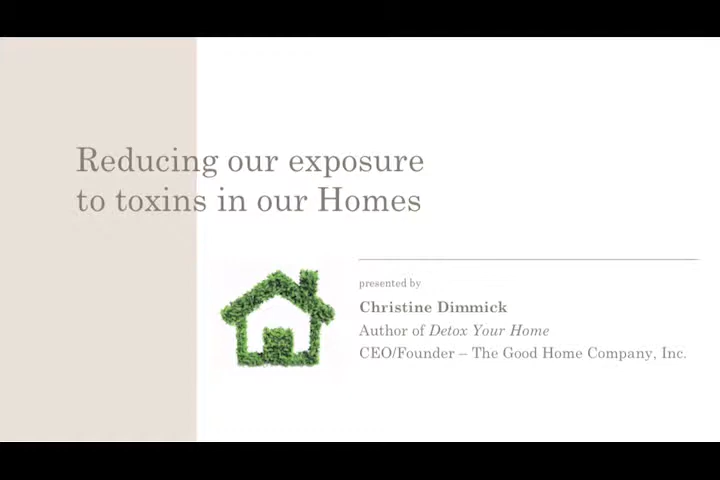 Reducing our exposure
to toxins in our Homes
presented by
Christine Dimmick
Author of Detox Your Home
CEO/Founder – The Good Home Company, Inc.